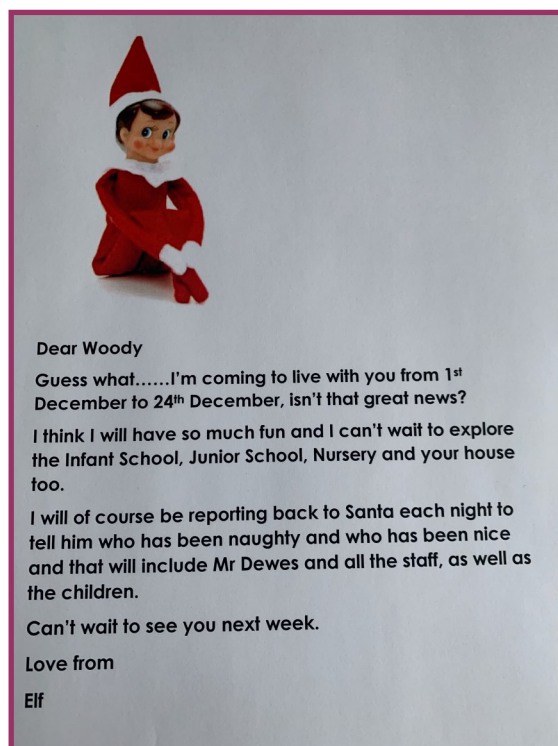 Dear Woody
Guess what......I'm coming to live with you from 1st
December to 24th December, isn't that great news?
I think I will have so much fun and I can't wait to explore
the Infant School, Junior School, Nursery and your house
too.
I will of course be reporting back to Santa each night to
tell him who has been naughty and who has been nice
and that will include Mr Dewes and all the staff, as well as
the children.
Can't wait to see you next week.
Love from
Elf